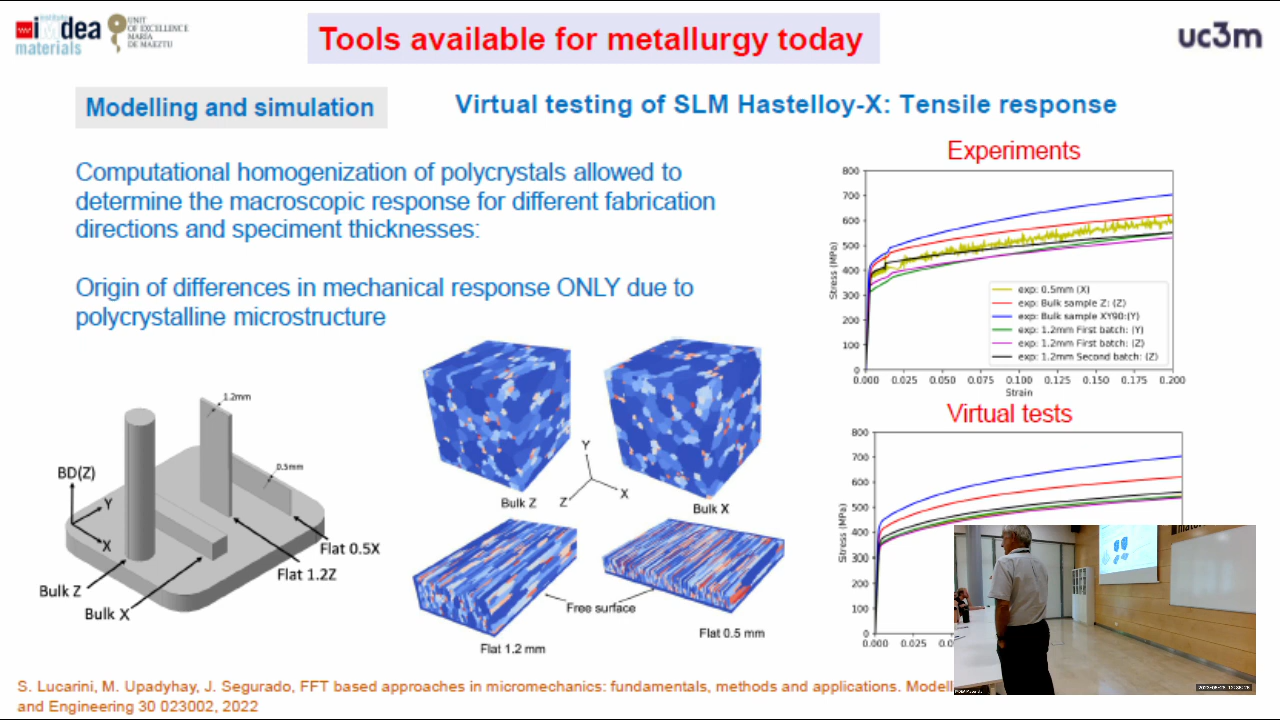 instituto
iMdea
materials
UNIT
OF EXCELLENCE
MARÍA
DE MAEZTU
Tools available for metallurgy today
uc3m
Modelling and simulation
Virtual testing of SLM Hastelloy-X: Tensile response
Computational homogenization of polycrystals allowed to
determine the macroscopic response for different fabrication
directions and speciment thicknesses:
Origin of differences in mechanical response ONLY due to
polycrystalline microstructure
Experiments
800
700
600
500
400
300
200
100
0
Stress (MPa)
exp: 0.5mm (X)
exp: Bulk sample Z: (Z)
exp: Bulk sample XY90:(Y)
exp: 1.2mm First batch: (Y)
exp: 1.2mm First batch: (Z)
exp: 1.2mm Second batch: (Z)
0.000 0.025 0.050 0.075 0.100 0.125 0.150 0.175 0.200
Strain
Virtual tests
800
700
600
500
400
300
200
100
0
Stress (MPa)
0.000
1.2mm
0.5mm
BD(Z)
Y
X
Flat 0.5X
Flat 1.2Z
Bulk Z
Bulk X
Bulk Z
Y
Z
X
Bulk X
Free surface
Flat 1.2 mm
Flat 0.5 mm
S. Lucarini, M. Upadyhay, J. Segurado, FFT based approaches in micromechanics: fundamentals, methods and applications. Modell
and Engineering 30 023002, 2022